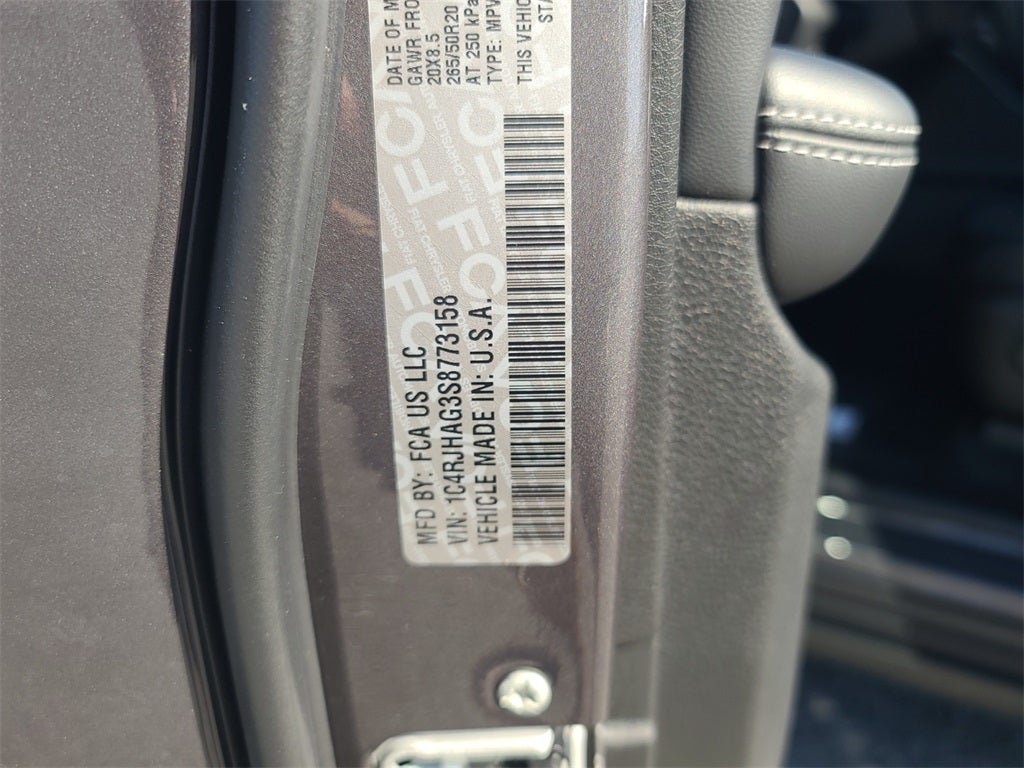 MFD BY: FCA US LLC
VIN: 1C4RJHAG3S8773158
VEHICLE MADE IN: U.S.A.
DATE OF
GAWR FRO
20X8.5
265/50R20
AT 250 kPa
TYPE: MPV
THIS VEHIC
STA